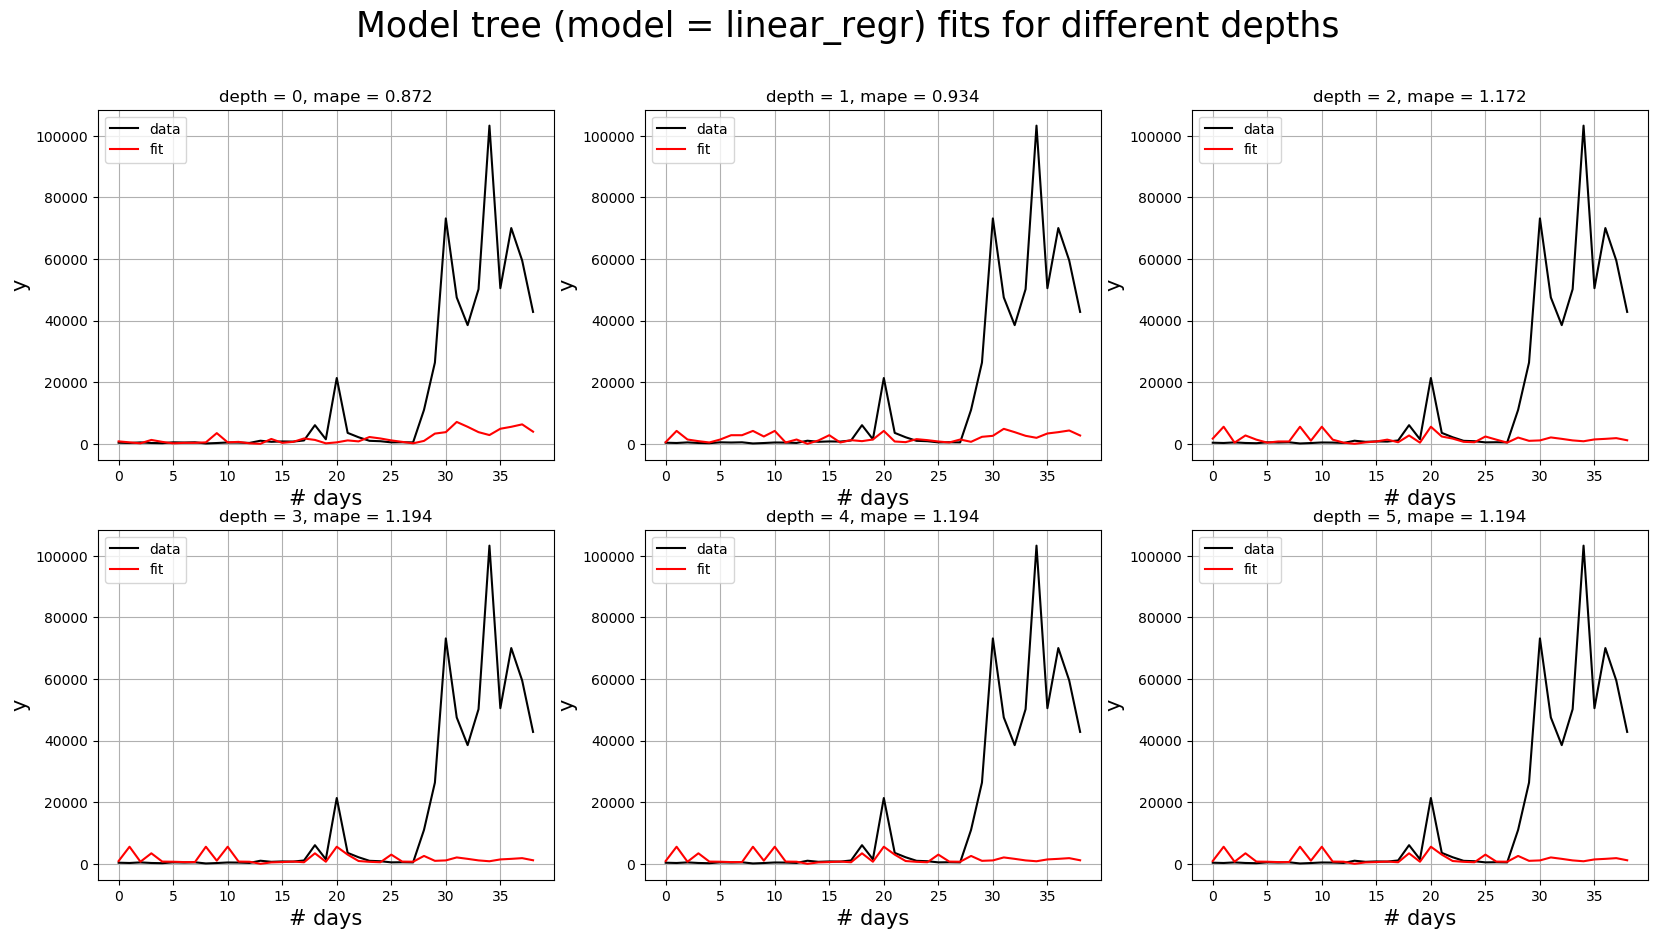 Model tree (model = linear_regr) fits for different depths
depth = 0, mape = 0.872
data
fit
100000
80000
60000
40000
20000
0
y
0 5 10 15 20 25 30 35
# days
depth = 1, mape = 0.934
data
fit
100000
80000
60000
40000
20000
0
y
0 5 10 15 20 25 30 35
# days
depth = 2, mape = 1.172
data
fit
100000
80000
60000
40000
20000
0
y
0 5 10 15 20 25 30 35
# days
depth = 3, mape = 1.194
data
fit
100000
80000
60000
40000
20000
0
y
0 5 10 15 20 25 30 35
# days
depth = 4, mape = 1.194
data
fit
100000
80000
60000
40000
20000
0
y
0 5 10 15 20 25 30 35
# days
depth = 5, mape = 1.194
data
fit
100000
80000
60000
40000
20000
0
y
0 5 10 15 20 25 30 35
# days